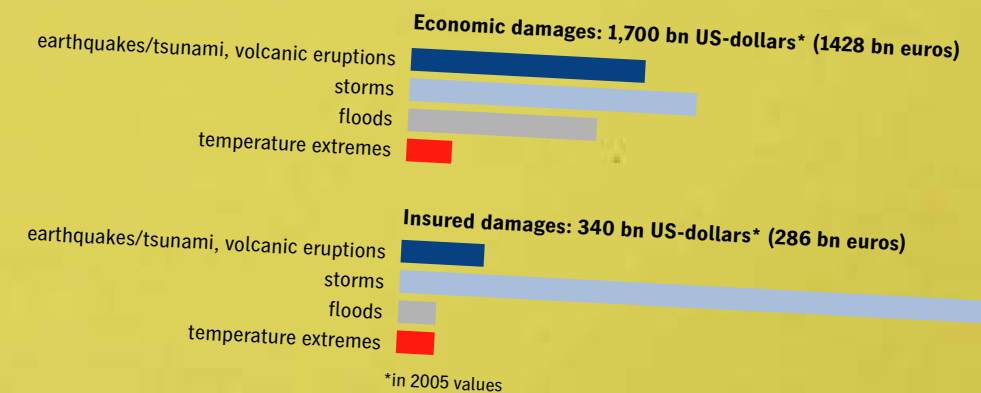 Economic damages: 1,700 bn US-dollars* (1428 bn euros)
earthquakes/tsunami, volcanic eruptions
storms
floods
temperature extremes
Insured damages: 340 bn US-dollars* (286 bn euros)
earthquakes/tsunami, volcanic eruptions
storms
floods
temperature extremes
*in 2005 values